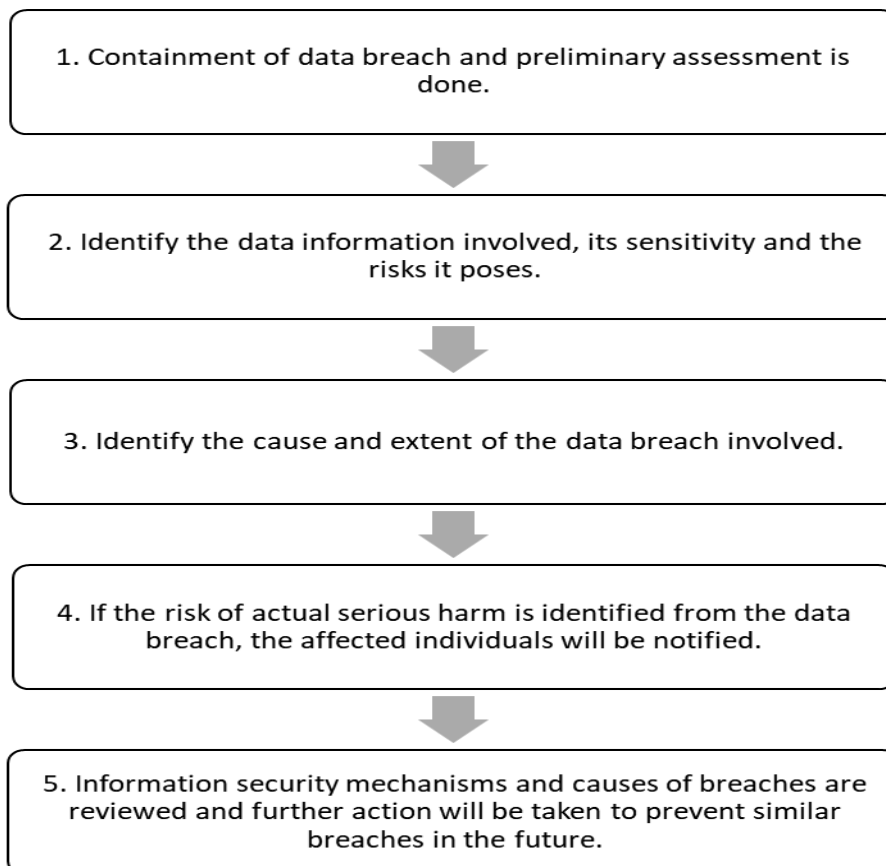 1. Containment of data breach and preliminary assessment is
done.
2. Identify the data information involved, its sensitivity and the
risks it poses.
3. Identify the cause and extent of the data breach involved.
4. If the risk of actual serious harm is identified from the data
breach, the affected individuals will be notified.
5. Information security mechanisms and causes of breaches are
reviewed and further action will be taken to prevent similar
breaches in the future.